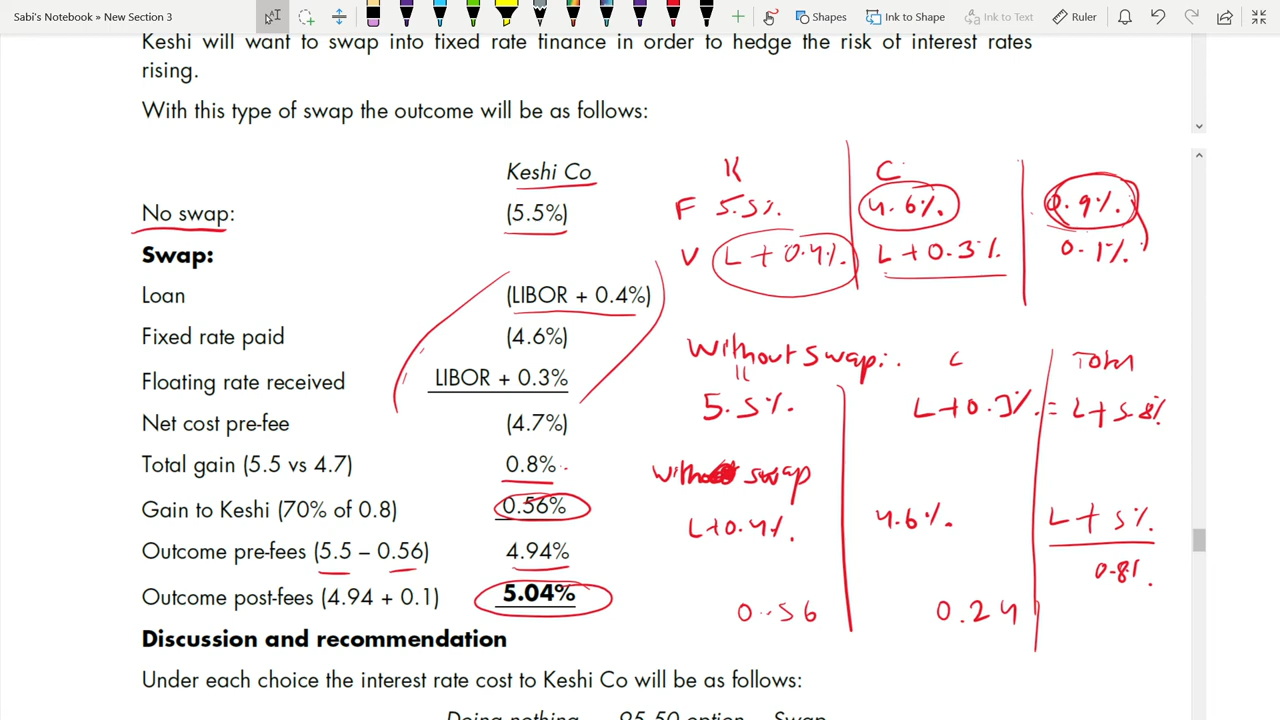 Sabi's Notebook » New Section 3
Shapes
Ink to Shape
Ink to Text
Ruler
Keshi will want to swap into fixed rate finance in order to hedge the risk of interest rates
rising.
With this type of swap the outcome will be as follows:
Keshi Co
No swap: (5.5%)
Swap:
Loan (LIBOR + 0.4%)
Fixed rate paid (4.6%)
Floating rate received LIBOR + 0.3%
Net cost pre-fee (4.7%)
Total gain (5.5 vs 4.7) 0.8%
Gain to Keshi (70% of 0.8) 0.56%
Outcome pre-fees (5.5 – 0.56) 4.94%
Outcome post-fees (4.94 + 0.1) 5.04%
Discussion and recommendation
Under each choice the interest rate cost to Keshi Co will be as follows:
Doing nothing 95.50 option Swap
K C
F 5.5%. 4.6% 0.9%.
V L + 0.4%. L + 0.3% 0.1%.
Without swap: C Total
5.5%. L+0.3%. = L+5.8%
swap
L+0.4%. 4.6%. L+5%.
0.8%.
0.56 0.24